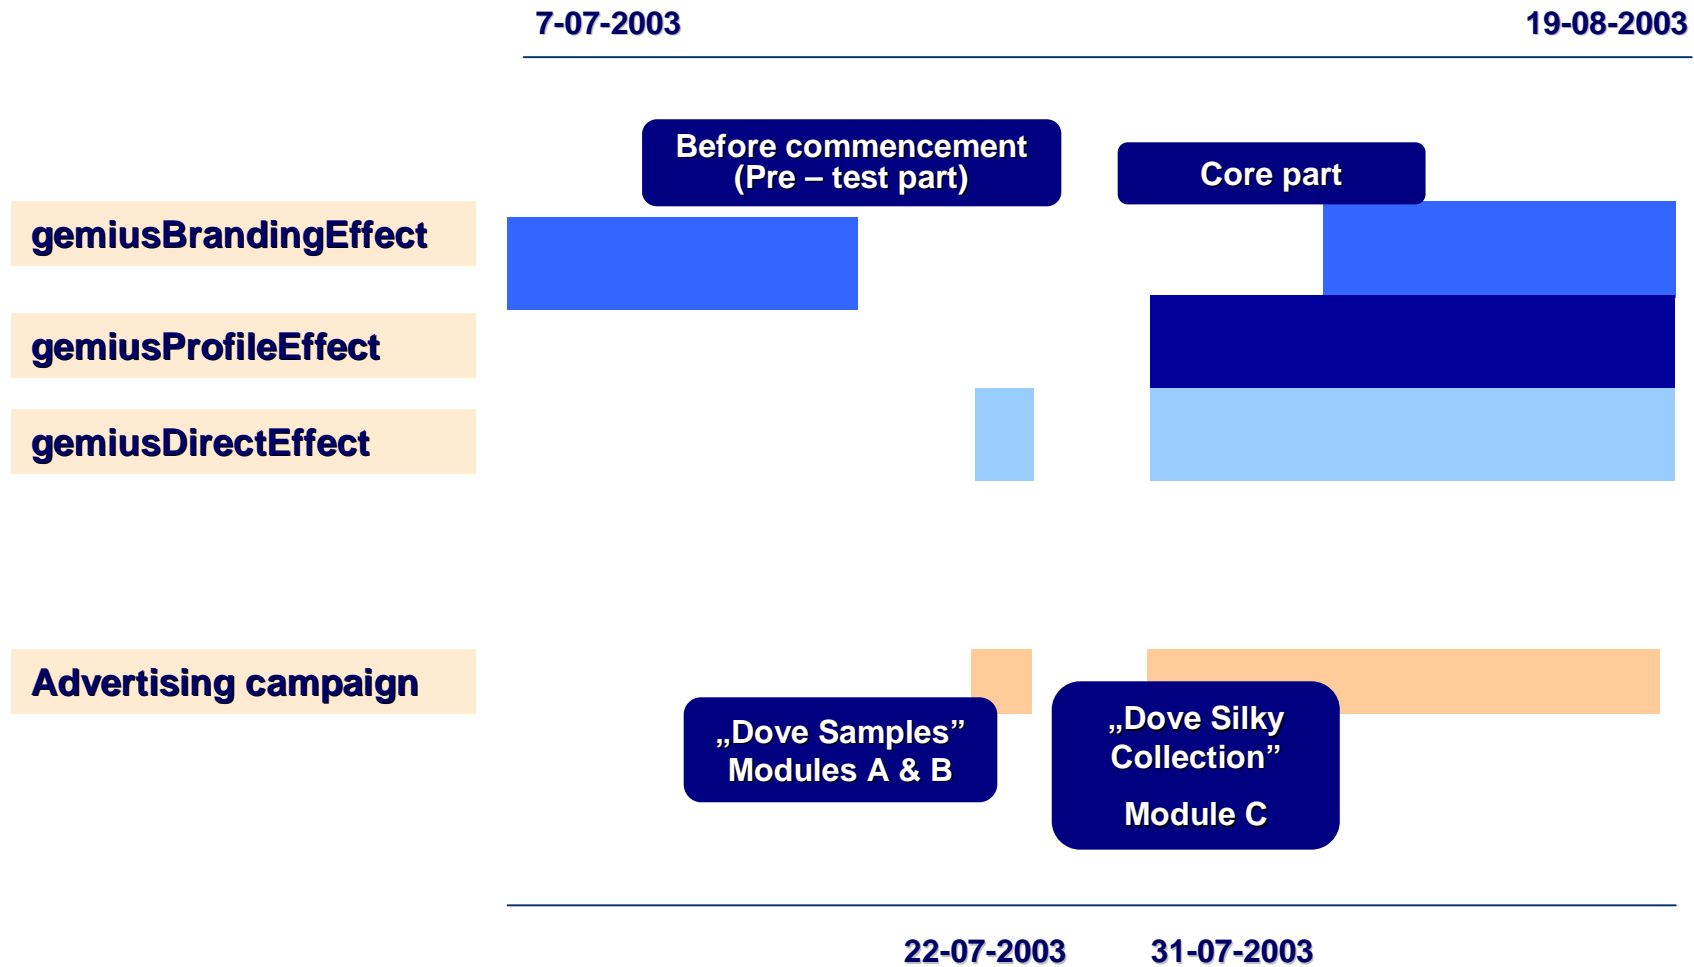 7-07-2003
19-08-2003
Before commencement
(Pre – test part)
Core part
gemiusBrandingEffect
gemiusProfileEffect
gemiusDirectEffect
Advertising campaign
„Dove Samples”
Modules A & B
„Dove Silky
Collection”
Module C
22-07-2003
31-07-2003